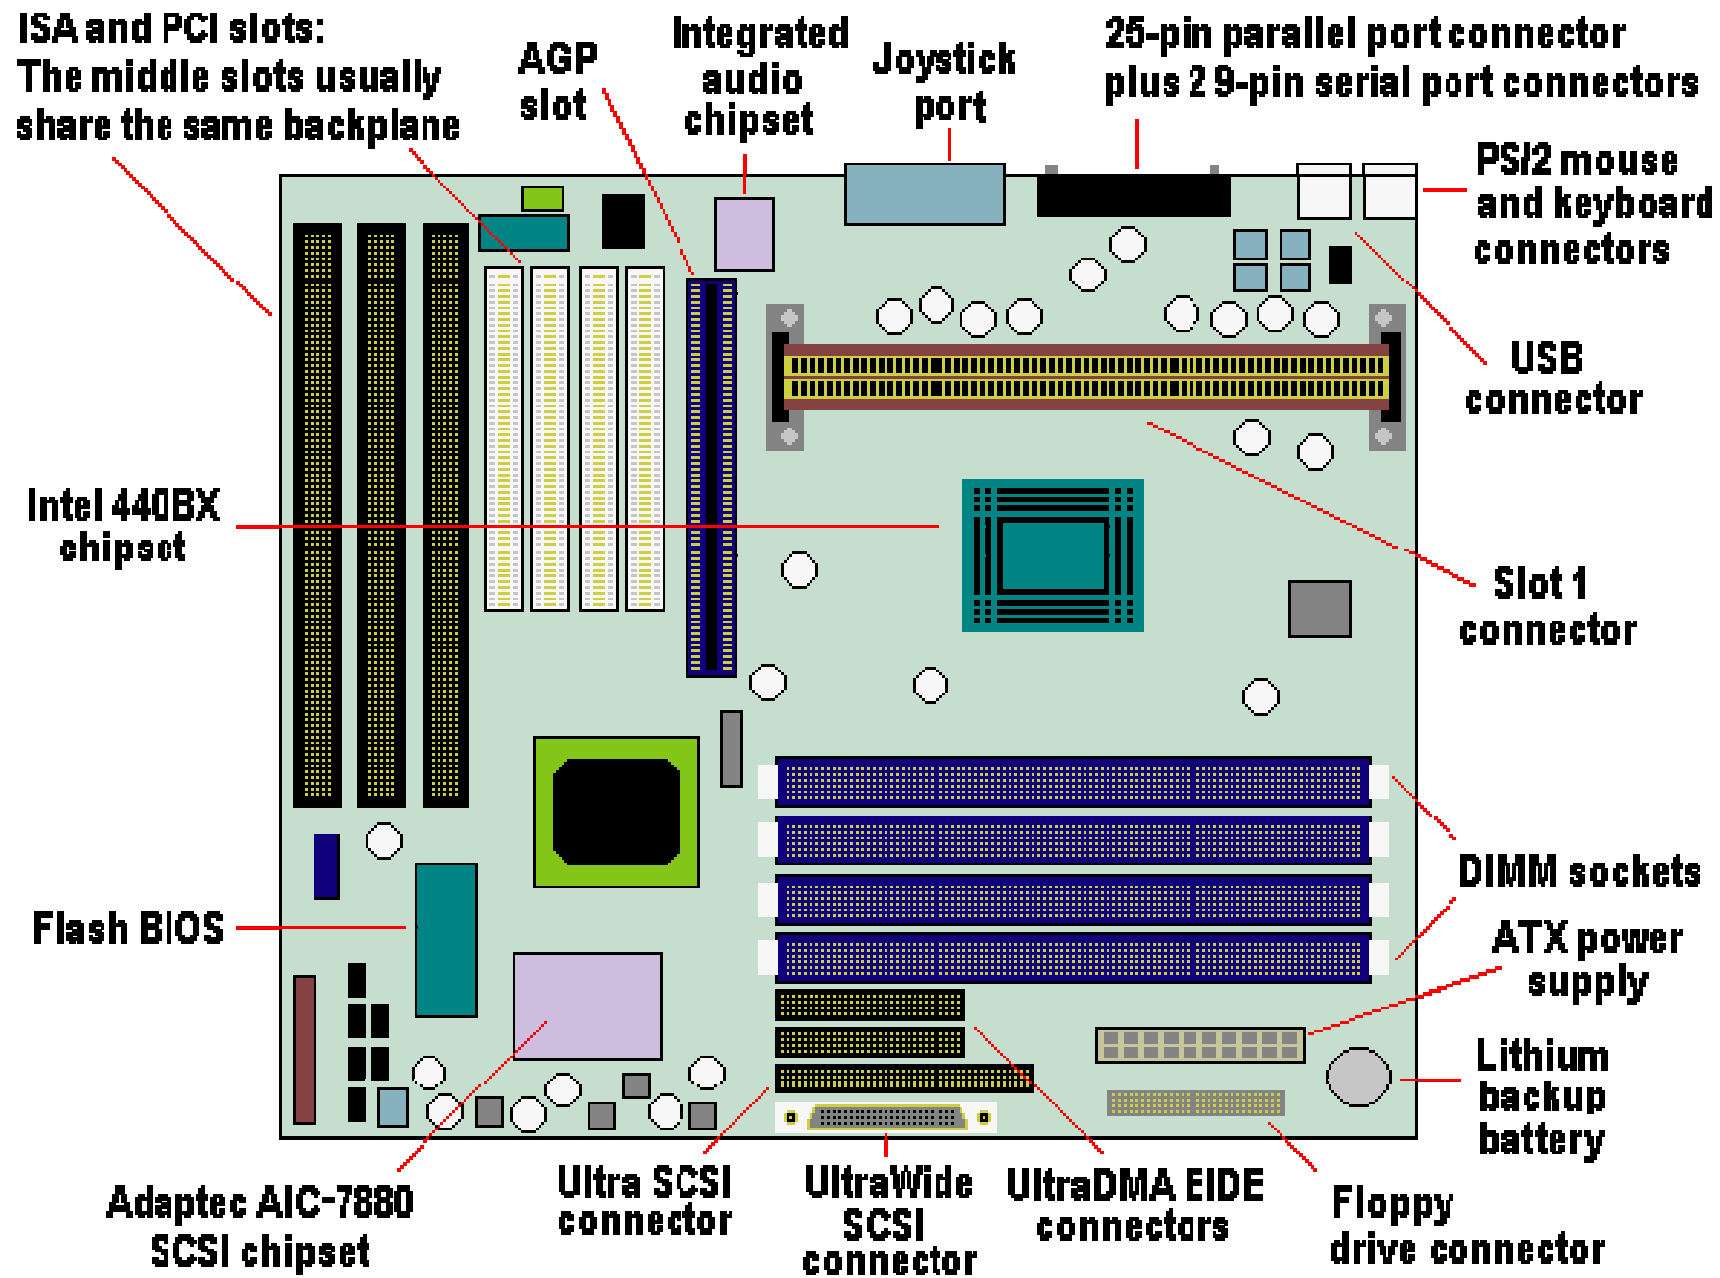 ISA and PCI slots:
The middle slots usually
share the same backplane
AGP
slot
Integrated
audio
chipset
Joystick
port
25-pin parallel port connector
plus 2 9-pin serial port connectors
PS/2 mouse
and keyboard
connectors
USB
connector
Intel 440BX
chipset
Slot 1
connector
Flash BIOS
DIMM sockets
ATX power
supply
Lithium
backup
battery
Adaptec AIC-7880
SCSI chipset
Ultra SCSI
connector
UltraWide
SCSI
connector
UltraDMA EIDE
connectors
Floppy
drive connector